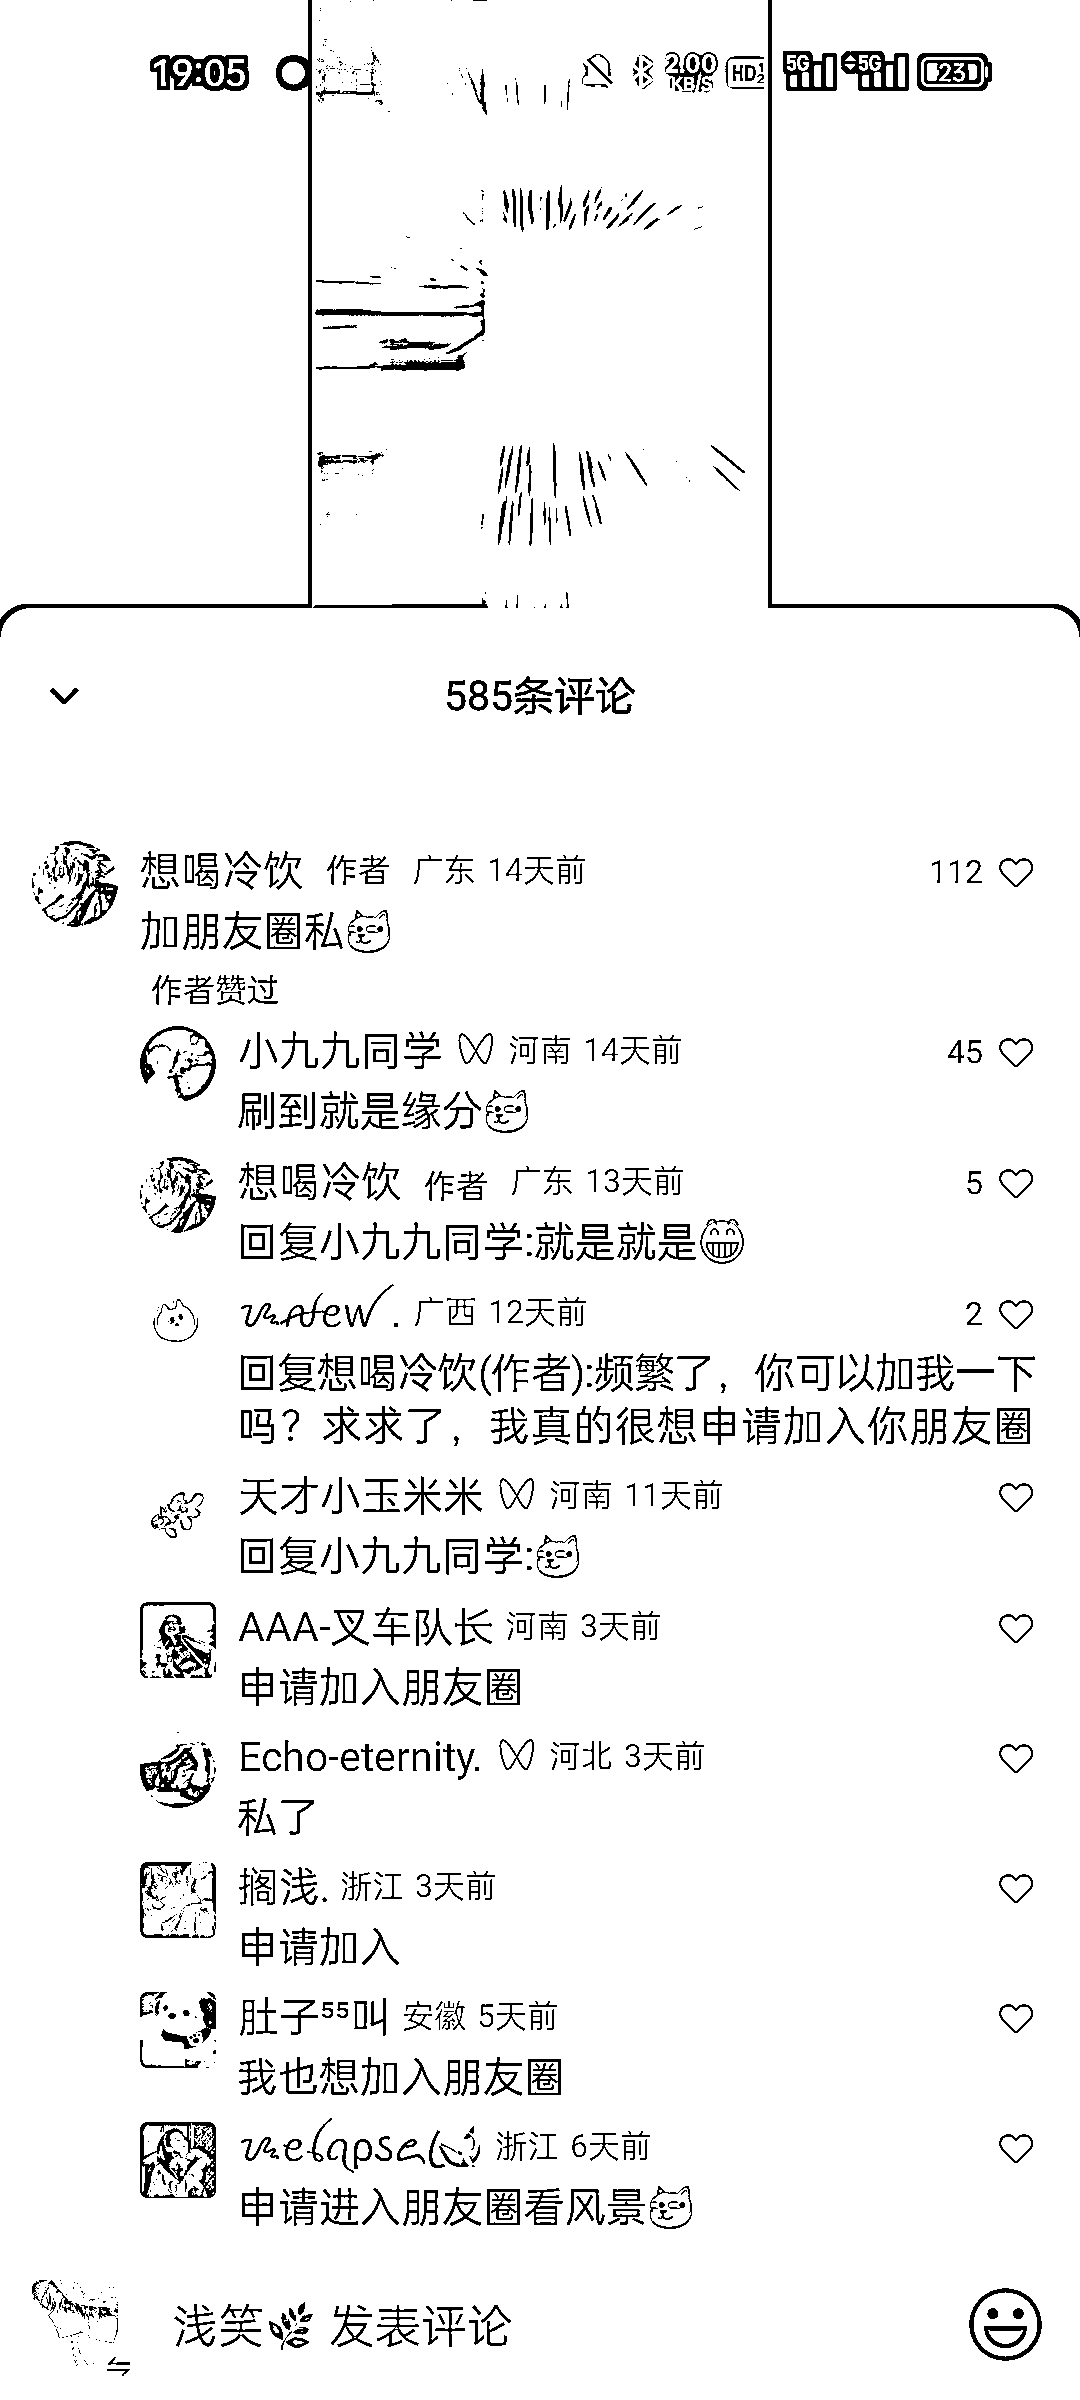 19:05 2.00 KB/S HD2 5G 5G 23
585条评论
想喝冷饮 作者 广东 14天前 112
加朋友圈私
作者赞过
小九九同学 河南 14天前 45
刷到就是缘分
想喝冷饮 作者 广东 13天前 5
回复小九九同学:就是就是
广西 12天前 2
回复想喝冷饮(作者):频繁了，你可以加我一下
吗？求求了，我真的很想申请加入你朋友圈
天才小玉米米 河南 11天前
回复小九九同学:
AAA-叉车队长 河南 3天前
申请加入朋友圈
Echo-eternity. 河北 3天前
私了
搁浅. 浙江 3天前
申请加入
肚子⁵⁵叫 安徽 5天前
我也想加入朋友圈
浙江 6天前
申请进入朋友圈看风景
浅笑🌿 发表评论